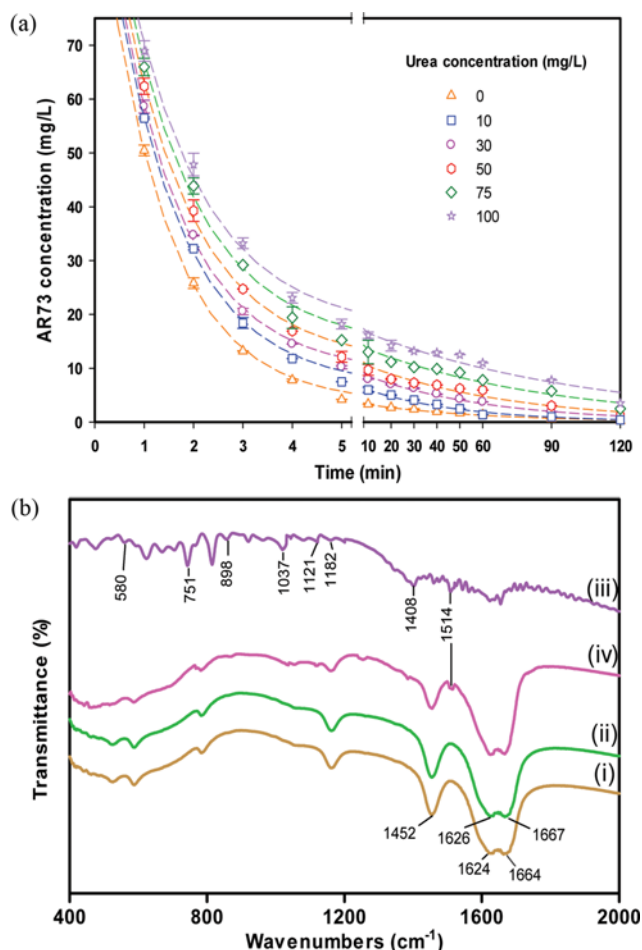 (a)
AR73 concentration (mg/L)
70
60
50
40
30
20
10
0
Urea concentration (mg/L)
0
10
30
50
75
100
0 1 2 3 4 5 10 20 30 40 50 60 90 120
Time (min)
(b)
Transmittance (%)
580
751
898
1037
1121
1182
1408
1514
(iii)
(iv)
(ii)
(i)
1452
1626
1667
1624
1664
400 800 1200 1600 2000
Wavenumbers (cm⁻¹)